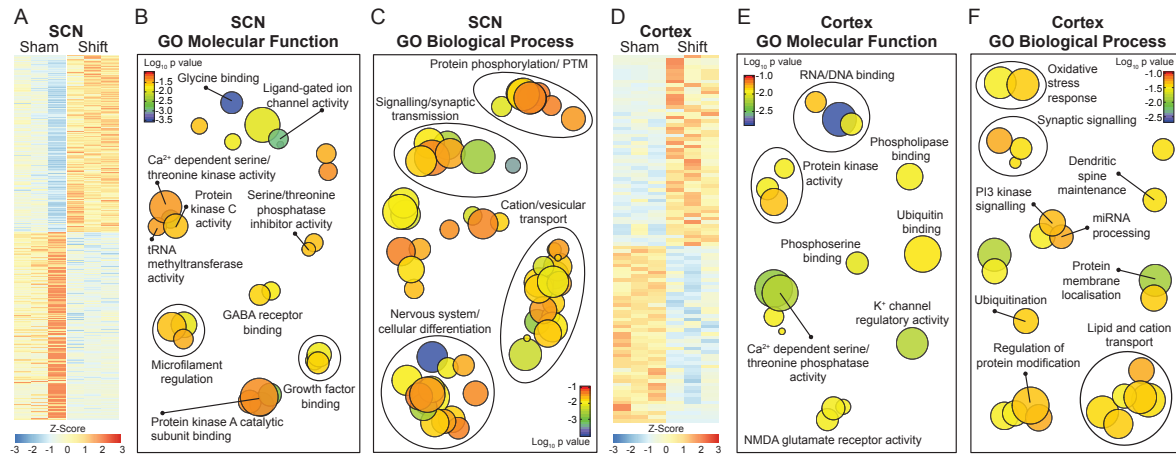 A
SCN
Sham Shift
Z-Score
-3 -2 -1 0 1 2 3
B
SCN
GO Molecular Function
Log10 p value
-1.5
-2.0
-2.5
-3.0
-3.5
Glycine binding
Ligand-gated ion
channel activity
Ca2+ dependent serine/
threonine kinase activity
Protein
kinase C
activity
Serine/threonine
phosphatase
inhibitor activity
tRNA
methyltransferase
activity
GABA receptor
binding
Microfilament
regulation
Growth factor
binding
Protein kinase A catalytic
subunit binding
C
SCN
GO Biological Process
Protein phosphorylation/ PTM
Signalling/synaptic
transmission
Cation/vesicular
transport
Nervous system/
cellular differentiation
-1
-2
-3
Log10 p value
D
Cortex
Sham Shift
Z-Score
-3 -2 -1 0 1 2 3
E
Cortex
GO Molecular Function
Log10 p value
-1.0
-2.0
-2.5
RNA/DNA binding
Phospholipase
binding
Protein kinase
activity
Ubiquitin
binding
Phosphoserine
binding
K+ channel
regulatory activity
Ca2+ dependent serine/
threonine phosphatase
activity
NMDA glutamate receptor activity
F
Cortex
GO Biological Process
Log10 p value
-1.0
-1.5
-2.0
-2.5
Oxidative
stress
response
Synaptic signalling
Dendritic
spine
maintenance
PI3 kinase
signalling
miRNA
processing
Protein
membrane
localisation
Ubiquitination
Lipid and cation
transport
Regulation of
protein modification